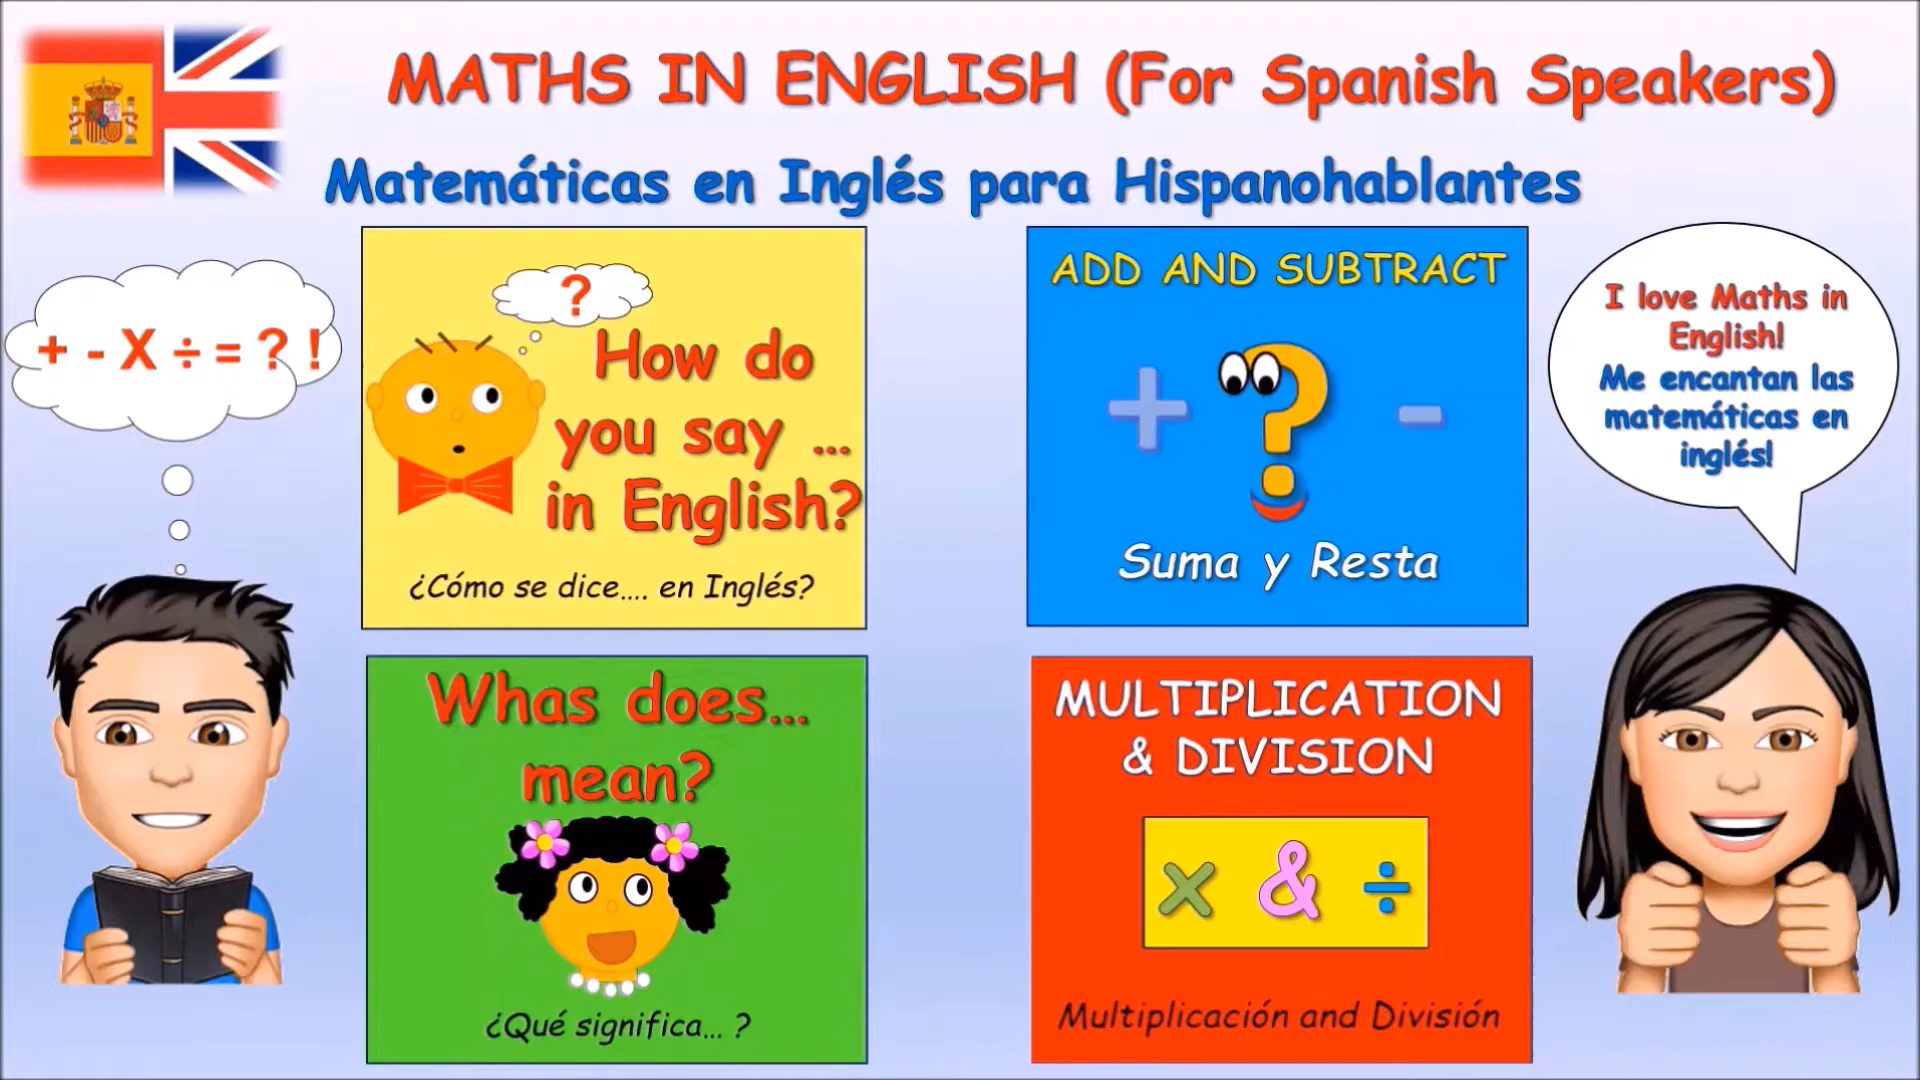 MATHS IN ENGLISH (For Spanish Speakers)
Matemáticas en Inglés para Hispanohablantes
+ - X ÷ = ? !
?
How do
you say ...
in English?
¿Cómo se dice.... en Inglés?
ADD AND SUBTRACT
+ ? -
Suma y Resta
I love Maths in
English!
Me encantan las
matemáticas en
inglés!
Whas does...
mean?
¿Qué significa... ?
MULTIPLICATION
& DIVISION
× & ÷
Multiplicación and División